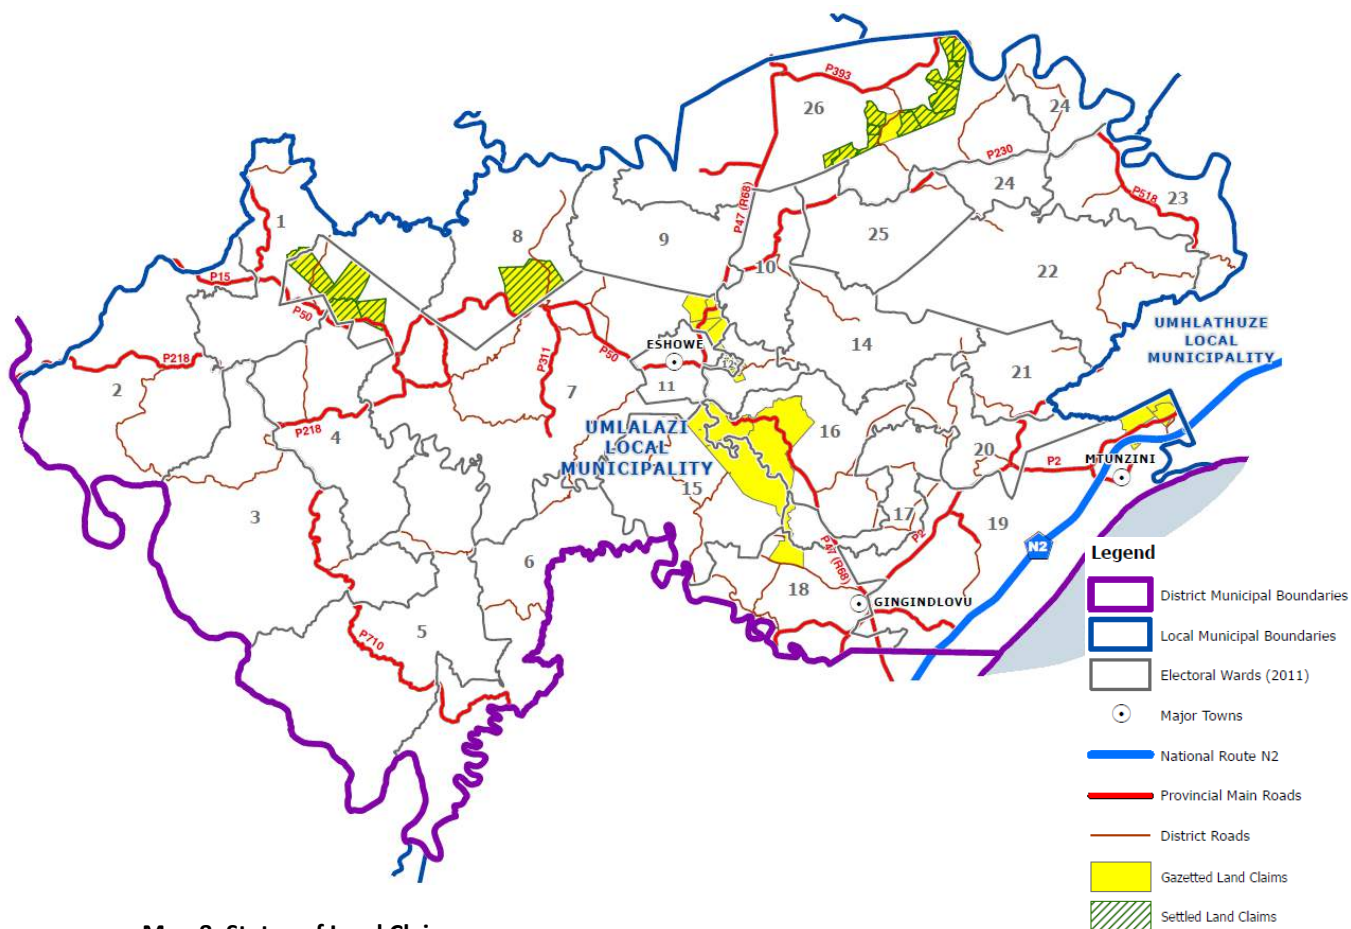 P393
26
24
P230
24
P518
23
1
8
9
P47 (R68)
25
10
22
P15
P50
UMHLATHUZE
LOCAL
MUNICIPALITY
ESHOWE
14
P218
2
P311
P50
7
11
21
P218
4
UMLALAZI
LOCAL
MUNICIPALITY
16
20
P2
MTUNZINI
15
3
17
19
P2
P47 (R68)
N2
6
18
GINGINDLOVU
5
P710
Legend
District Municipal Boundaries
Local Municipal Boundaries
Electoral Wards (2011)
Major Towns
National Route N2
Provincial Main Roads
District Roads
Gazetted Land Claims
Settled Land Claims